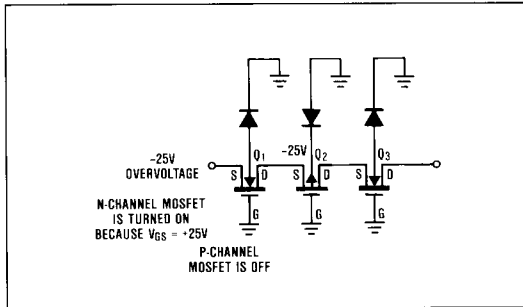 -25V
OVERVOLTAGE
Q1
-25V
Q2
Q3
S
D
S
D
S
D
G
G
G
N-CHANNEL MOSFET
IS TURNED ON
BECAUSE VGS = +25V
P-CHANNEL
MOSFET IS OFF